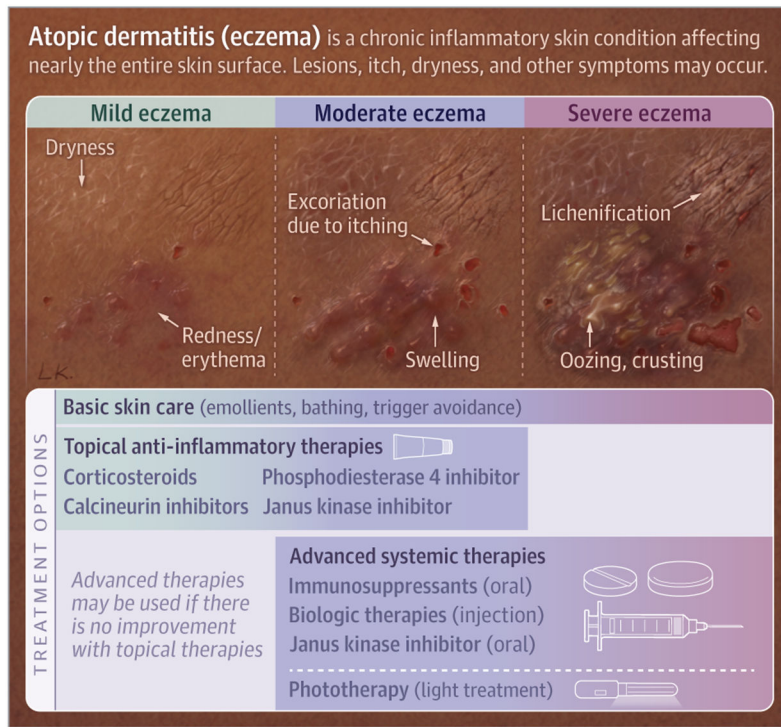 Atopic dermatitis (eczema) is a chronic inflammatory skin condition affecting
nearly the entire skin surface. Lesions, itch, dryness, and other symptoms may occur.
Mild eczema
Moderate eczema
Severe eczema
Dryness
Redness/
erythema
L.K.
Excoriation
due to itching
Swelling
Lichenification
Oozing, crusting
TREATMENT OPTIONS
Basic skin care (emollients, bathing, trigger avoidance)
Topical anti-inflammatory therapies
Corticosteroids Phosphodiesterase 4 inhibitor
Calcineurin inhibitors Janus kinase inhibitor
Advanced therapies
may be used if there
is no improvement
with topical therapies
Advanced systemic therapies
Immunosuppressants (oral)
Biologic therapies (injection)
Janus kinase inhibitor (oral)
Phototherapy (light treatment)